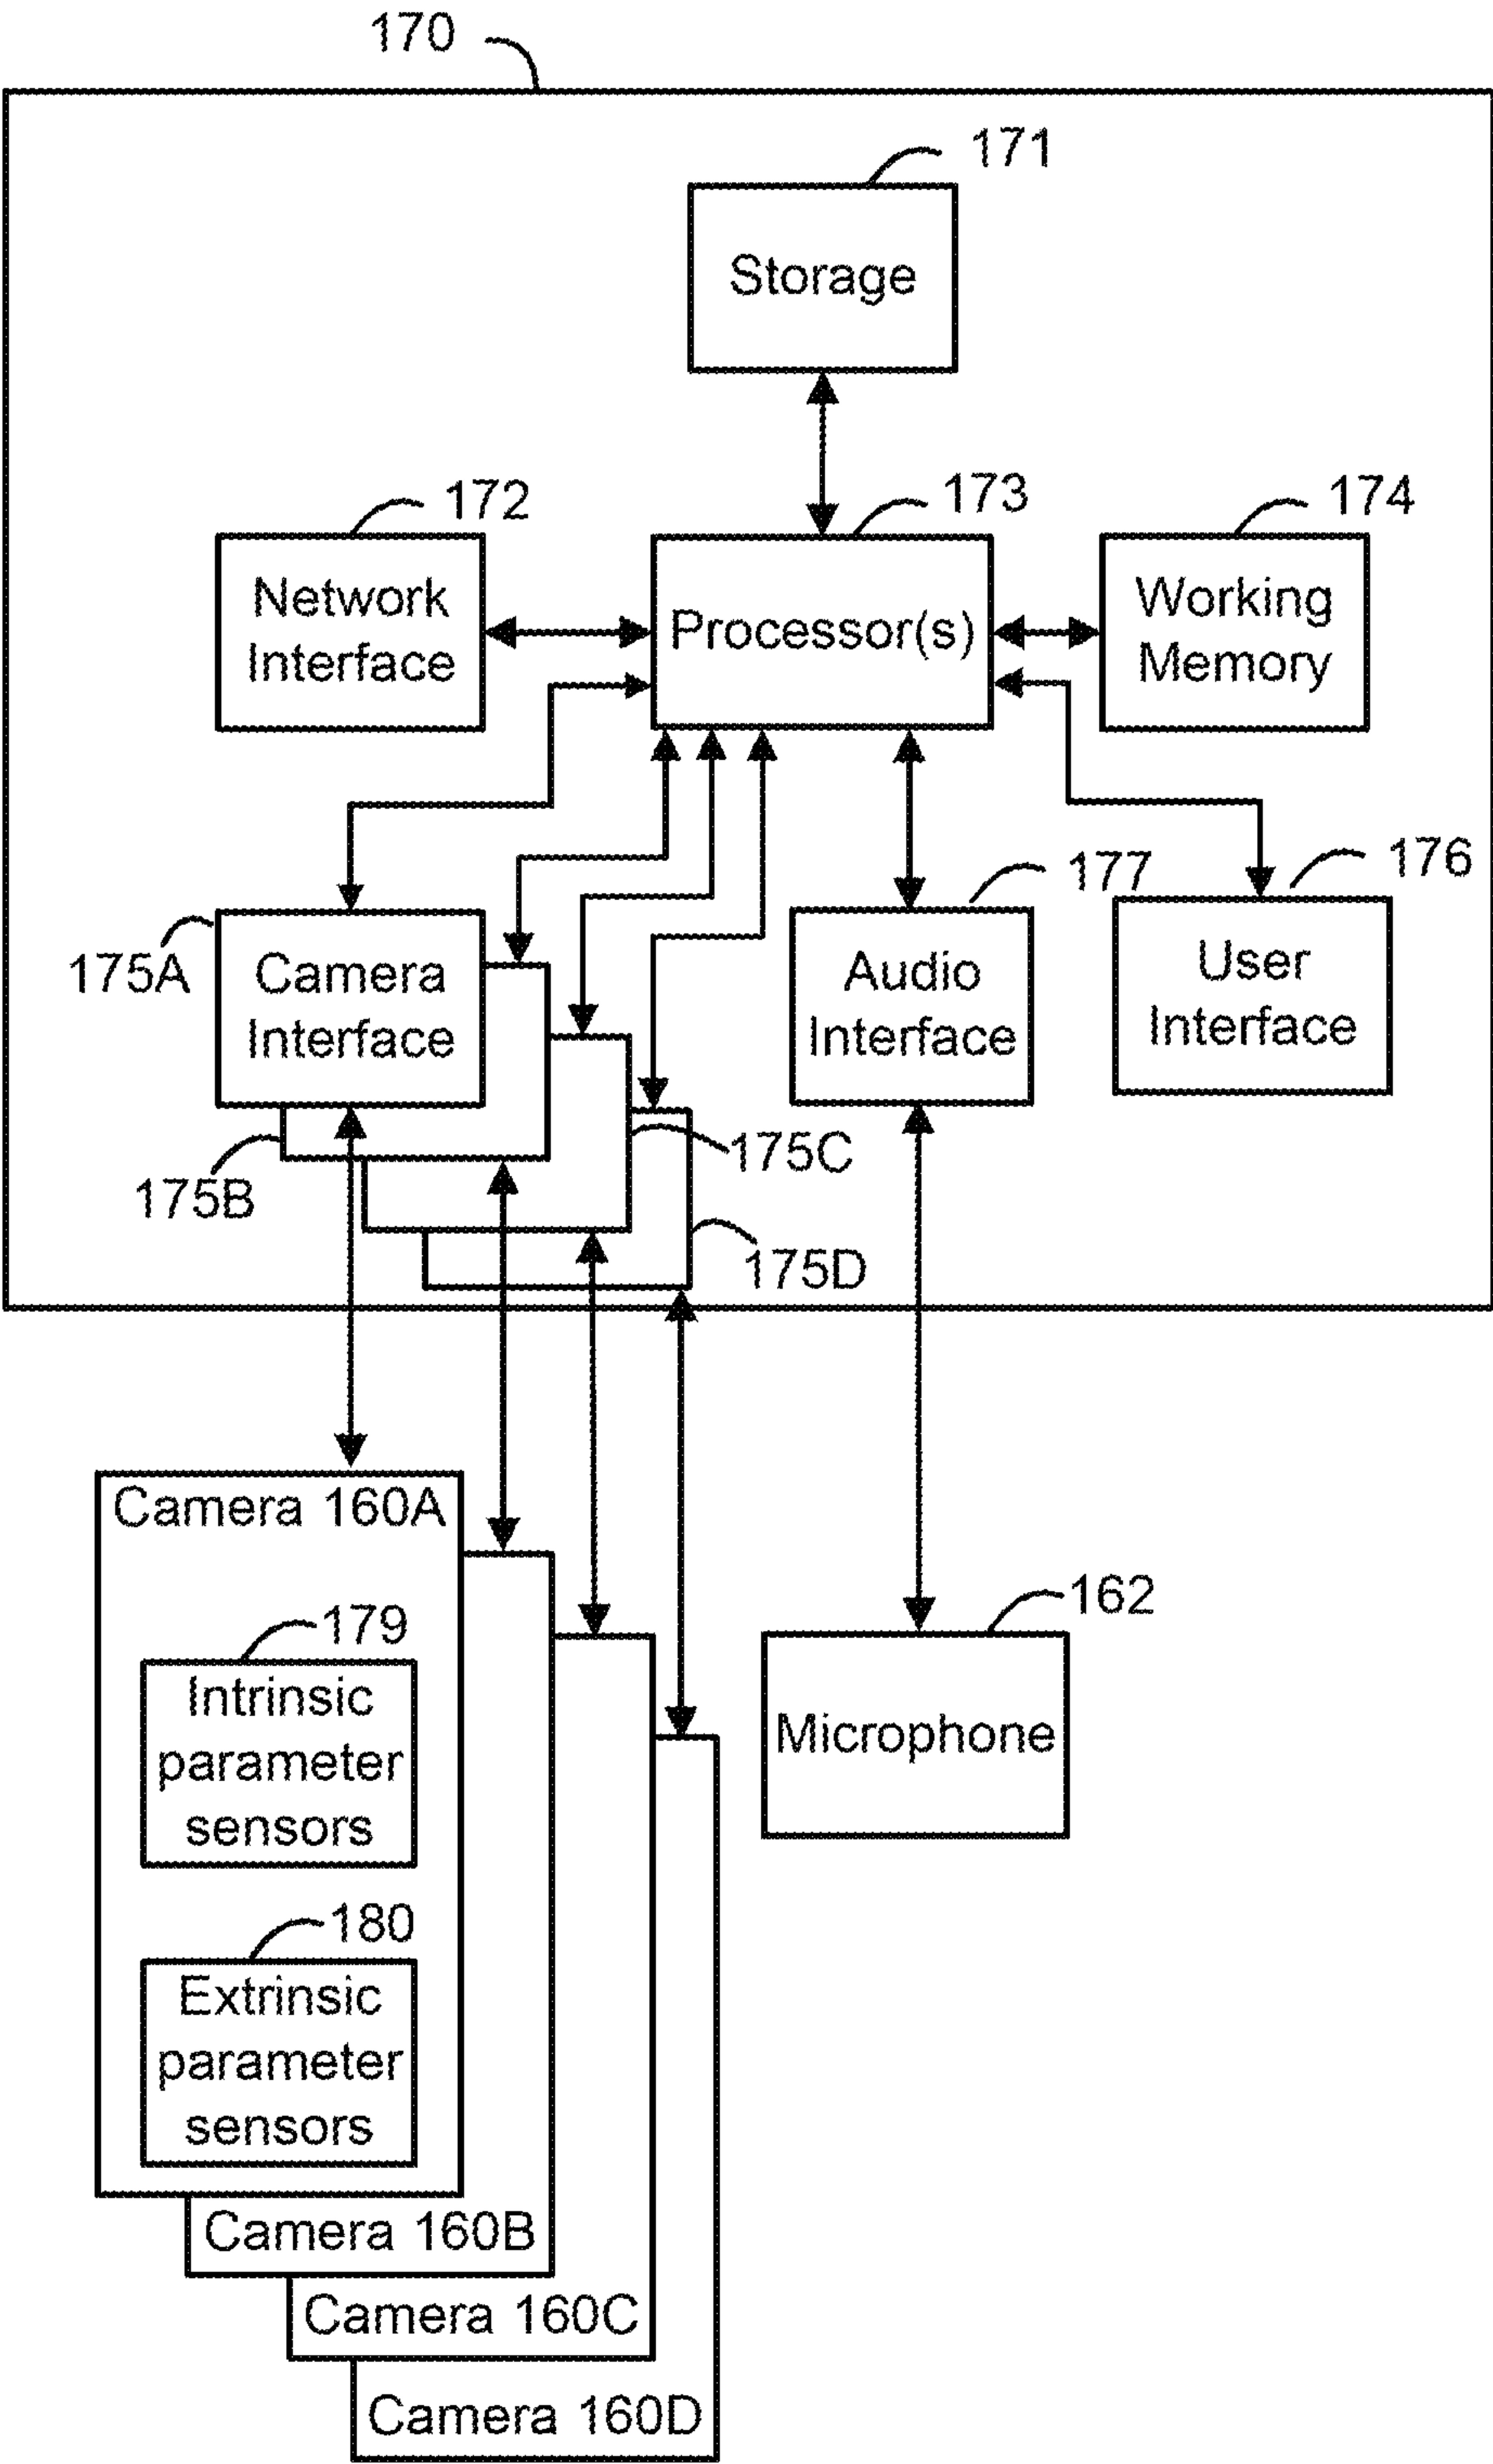 170
171
Storage
172
173
174
Network
Interface
Processor(s)
Working
Memory
175A
Camera
Interface
177
Audio
Interface
176
User
Interface
175B
175C
175D
Camera 160A
179
Intrinsic
parameter
sensors
180
Extrinsic
parameter
sensors
Camera 160B
Camera 160C
Camera 160D
162
Microphone